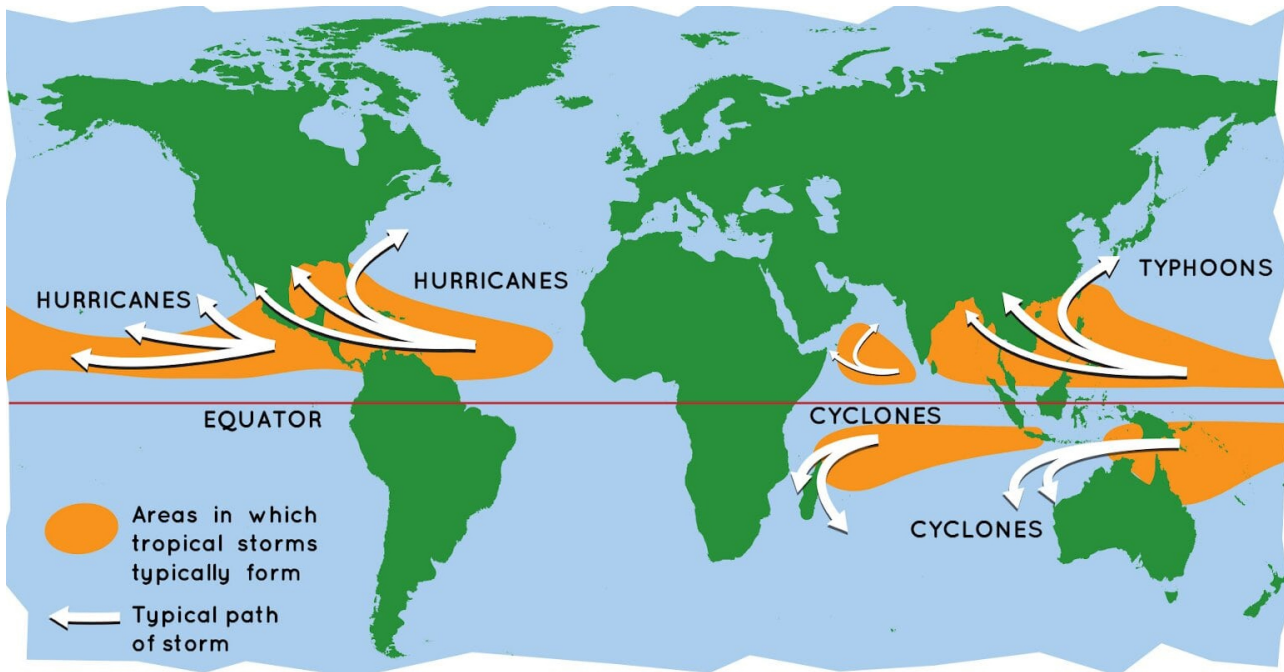 HURRICANES
HURRICANES
TYPHOONS
EQUATOR
CYCLONES
CYCLONES
Areas in which
tropical storms
typically form
Typical path
of storm